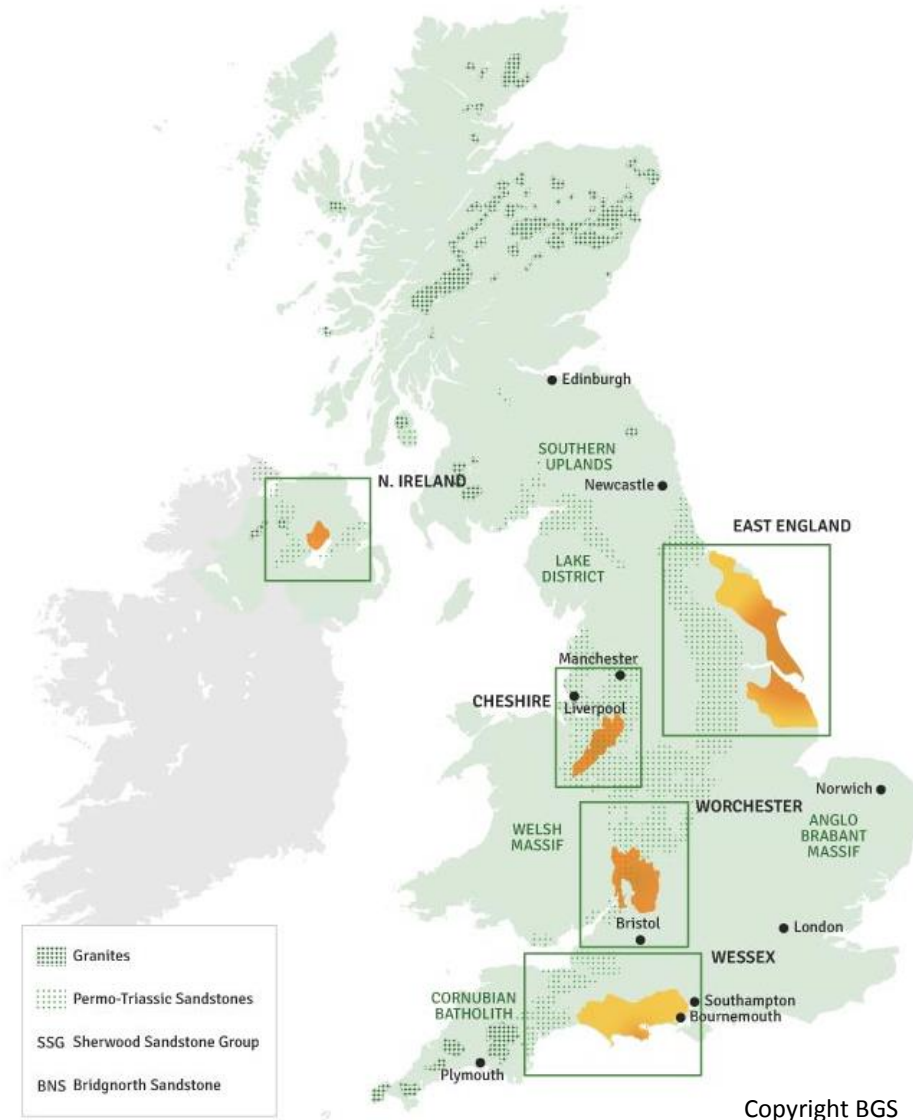 Edinburgh
SOUTHERN
UPLANDS
N. IRELAND
Newcastle
EAST ENGLAND
LAKE
DISTRICT
Manchester
CHESHIRE
Liverpool
Norwich
WORCHESTER
WELSH
MASSIF
ANGLO
BRABANT
MASSIF
Bristol
London
WESSEX
Granites
Permo-Triassic Sandstones
SSG Sherwood Sandstone Group
BNS Bridgnorth Sandstone
CORNUBIAN
BATHOLITH
Southampton
Bournemouth
Plymouth
Copyright BGS